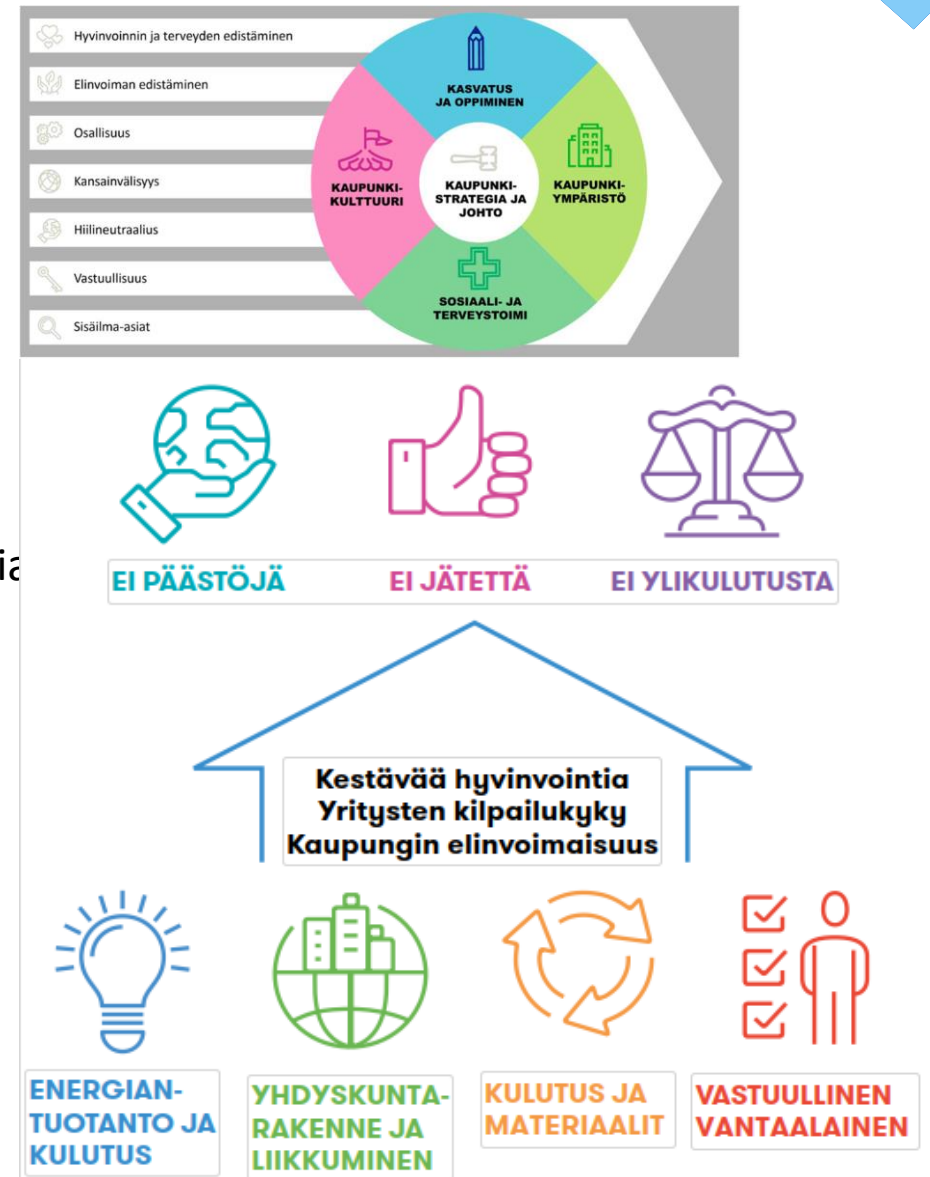 Hyvinvoinnin ja terveyden edistäminen
Elinvoiman edistäminen
Osallisuus
Kansainvälisyys
Hiilineutraalius
Vastuullisuus
Sisäilma-asiat
KASVATUS
JA OPPIMINEN
KAUPUNKI-
KULTTUURI
KAUPUNKI-
STRATEGIA JA
JOHTO
KAUPUNKI-
YMPÄRISTÖ
SOSIAALI- JA
TERVEYSTOIMI
EI PÄÄSTÖJÄ
EI JÄTETTÄ
EI YLIKULUTUSTA
Kestävää hyvinvointia
Yritysten kilpailukyky
Kaupungin elinvoimaisuus
ENERGIAN-
TUOTANTO JA
KULUTUS
YHDYSKUNTA-
RAKENNE JA
LIIKKUMINEN
KULUTUS JA
MATERIAALIT
VASTUULLINEN
VANTAALAINEN